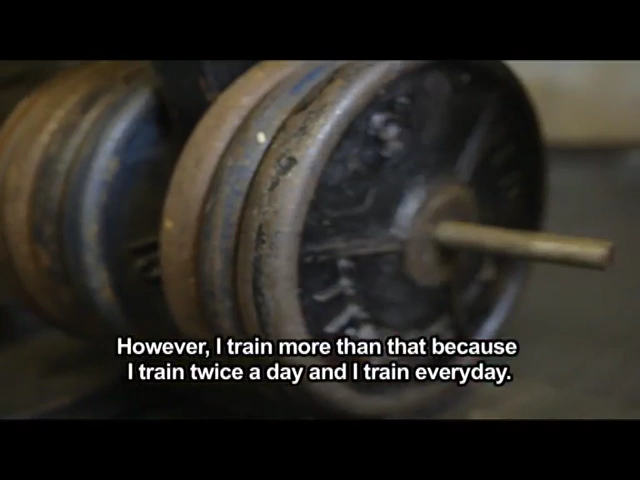 However, I train more than that because
I train twice a day and I train everyday.